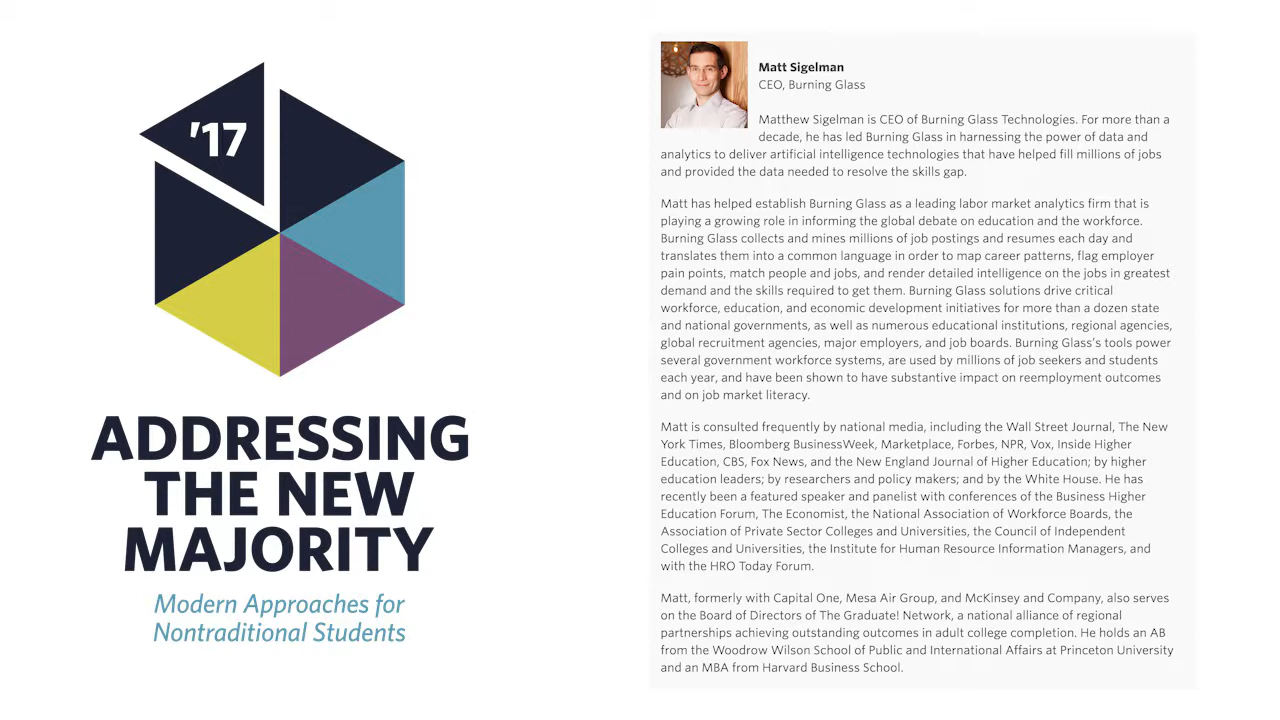 '17
ADDRESSING
THE NEW
MAJORITY
Modern Approaches for
Nontraditional Students
Matt Sigelman
CEO, Burning Glass
Matthew Sigelman is CEO of Burning Glass Technologies. For more than a
decade, he has led Burning Glass in harnessing the power of data and
analytics to deliver artificial intelligence technologies that have helped fill millions of jobs
and provided the data needed to resolve the skills gap.
Matt has helped establish Burning Glass as a leading labor market analytics firm that is
playing a growing role in informing the global debate on education and the workforce.
Burning Glass collects and mines millions of job postings and resumes each day and
translates them into a common language in order to map career patterns, flag employer
pain points, match people and jobs, and render detailed intelligence on the jobs in greatest
demand and the skills required to get them. Burning Glass solutions drive critical
workforce, education, and economic development initiatives for more than a dozen state
and national governments, as well as numerous educational institutions, regional agencies,
global recruitment agencies, major employers, and job boards. Burning Glass's tools power
several government workforce systems, are used by millions of job seekers and students
each year, and have been shown to have substantive impact on reemployment outcomes
and on job market literacy.
Matt is consulted frequently by national media, including the Wall Street Journal, The New
York Times, Bloomberg BusinessWeek, Marketplace, Forbes, NPR, Vox, Inside Higher
Education, CBS, Fox News, and the New England Journal of Higher Education; by higher
education leaders; by researchers and policy makers; and by the White House. He has
recently been a featured speaker and panelist with conferences of the Business Higher
Education Forum, The Economist, the National Association of Workforce Boards, the
Association of Private Sector Colleges and Universities, the Council of Independent
Colleges and Universities, the Institute for Human Resource Information Managers, and
with the HRO Today Forum.
Matt, formerly with Capital One, Mesa Air Group, and McKinsey and Company, also serves
on the Board of Directors of The Graduate! Network, a national alliance of regional
partnerships achieving outstanding outcomes in adult college completion. He holds an AB
from the Woodrow Wilson School of Public and International Affairs at Princeton University
and an MBA from Harvard Business School.